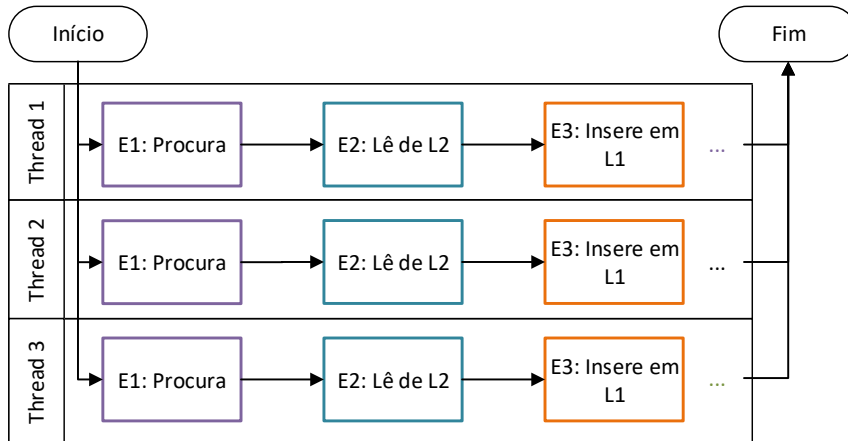 Início
Fim
Thread 1
E1: Procura
E2: Lê de L2
E3: Insere em
L1
...
Thread 2
E1: Procura
E2: Lê de L2
E3: Insere em
L1
...
Thread 3
E1: Procura
E2: Lê de L2
E3: Insere em
L1
...